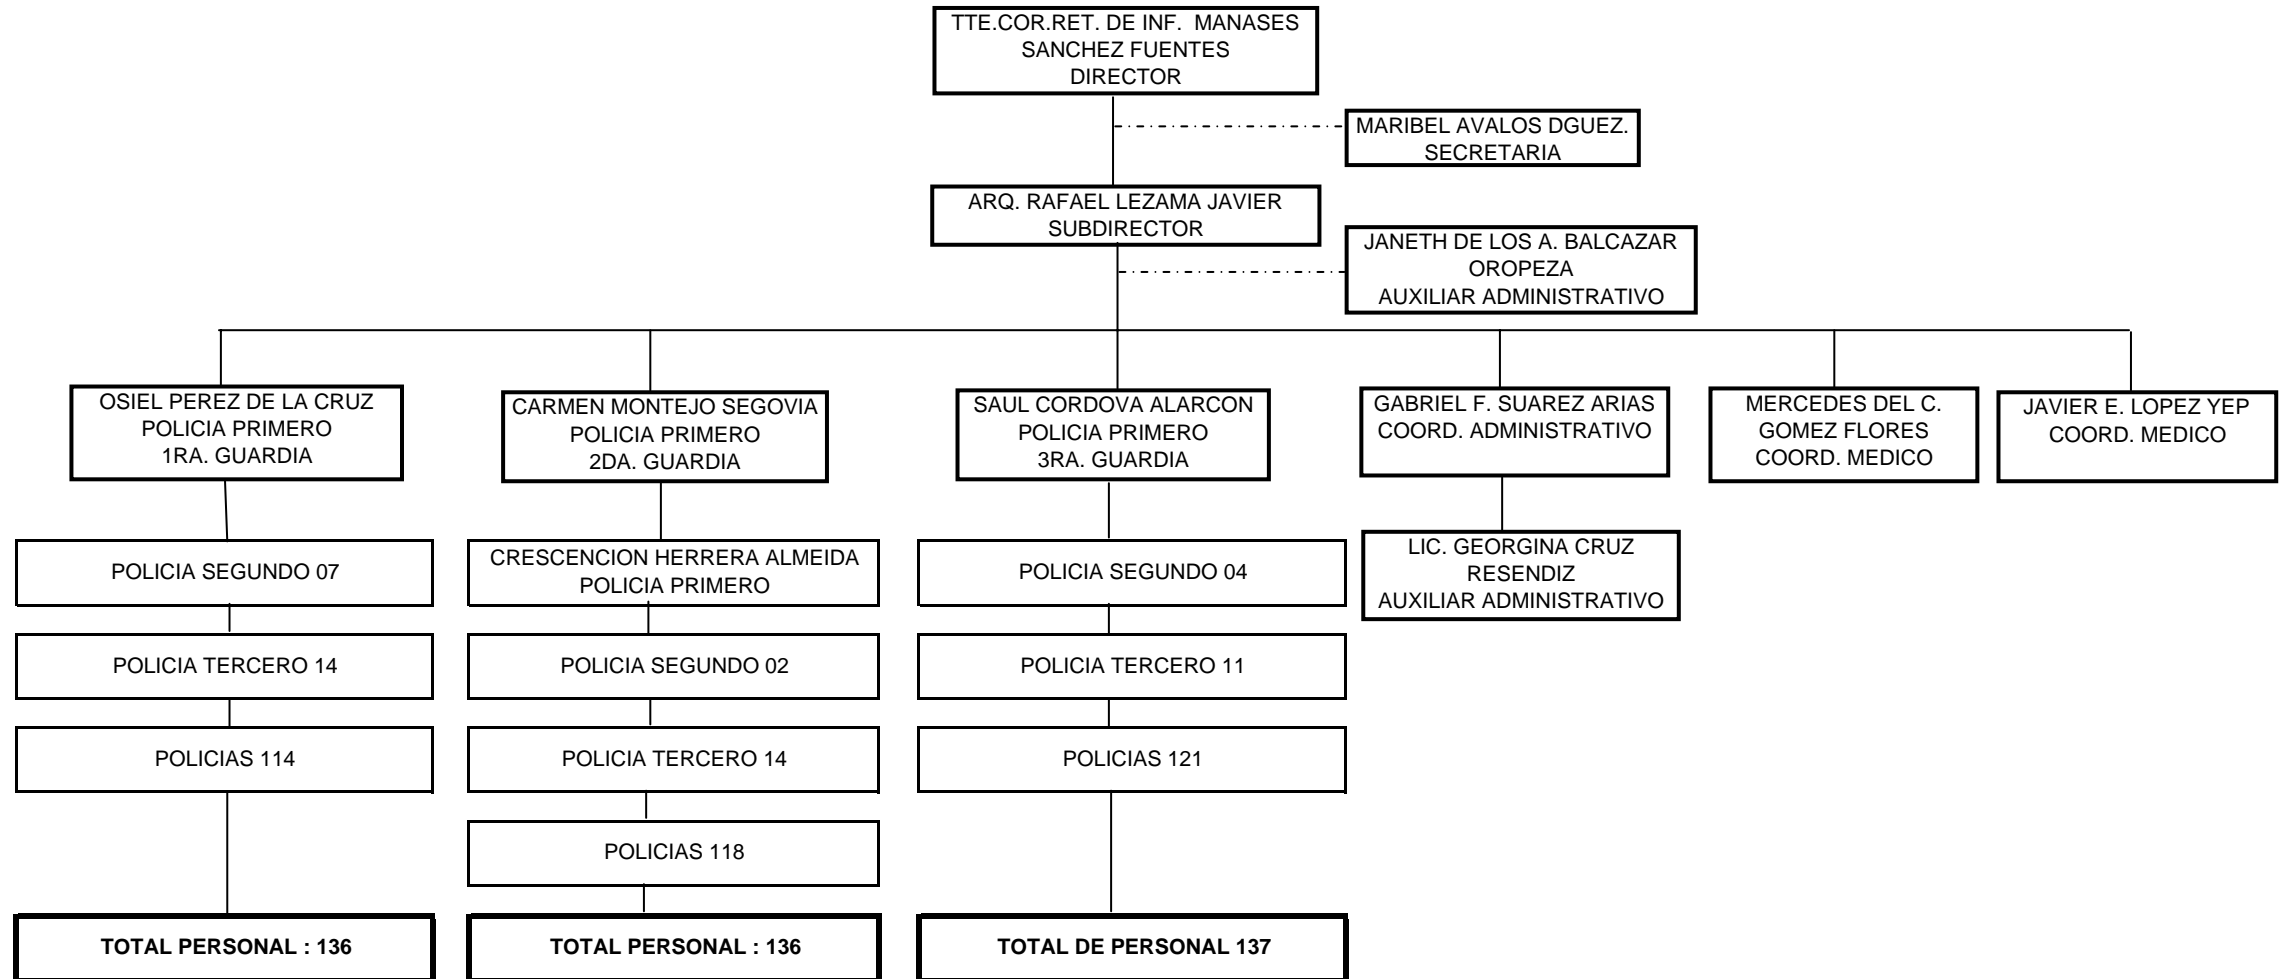 TTE.COR.RET. DE INF.  MANASES
SANCHEZ FUENTES
DIRECTOR
MARIBEL AVALOS DGUEZ.
SECRETARIA
ARQ. RAFAEL LEZAMA JAVIER
SUBDIRECTOR
JANETH DE LOS A. BALCAZAR
OROPEZA
AUXILIAR ADMINISTRATIVO
OSIEL PEREZ DE LA CRUZ
POLICIA PRIMERO
1RA. GUARDIA
CARMEN MONTEJO SEGOVIA
POLICIA PRIMERO
2DA. GUARDIA
SAUL CORDOVA ALARCON
POLICIA PRIMERO
3RA. GUARDIA
GABRIEL F. SUAREZ ARIAS
COORD. ADMINISTRATIVO
MERCEDES DEL C.
GOMEZ FLORES
COORD. MEDICO
JAVIER E. LOPEZ YEP
COORD. MEDICO
POLICIA SEGUNDO 07
CRESCENCION HERRERA ALMEIDA
POLICIA PRIMERO
POLICIA SEGUNDO 04
LIC. GEORGINA CRUZ
RESENDIZ
AUXILIAR ADMINISTRATIVO
POLICIA TERCERO 14
POLICIA SEGUNDO 02
POLICIA TERCERO 11
POLICIAS 114
POLICIA TERCERO 14
POLICIAS 121
POLICIAS 118
TOTAL PERSONAL : 136
TOTAL PERSONAL : 136
TOTAL DE PERSONAL 137